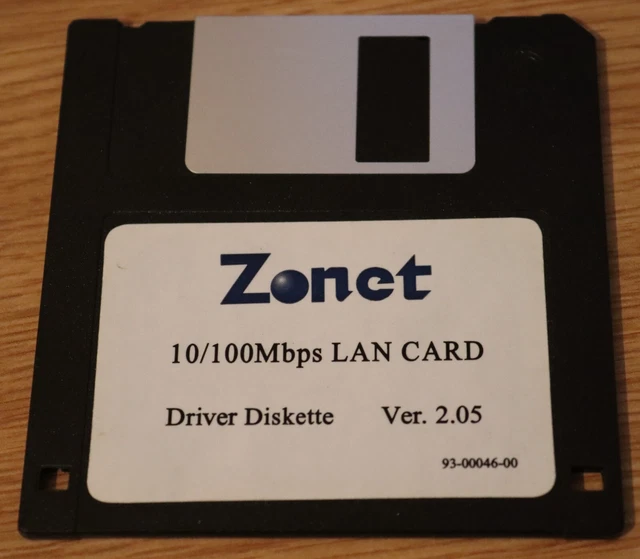 Zonet
10/100Mbps LAN CARD
Driver Diskette Ver. 2.05
93-00046-00